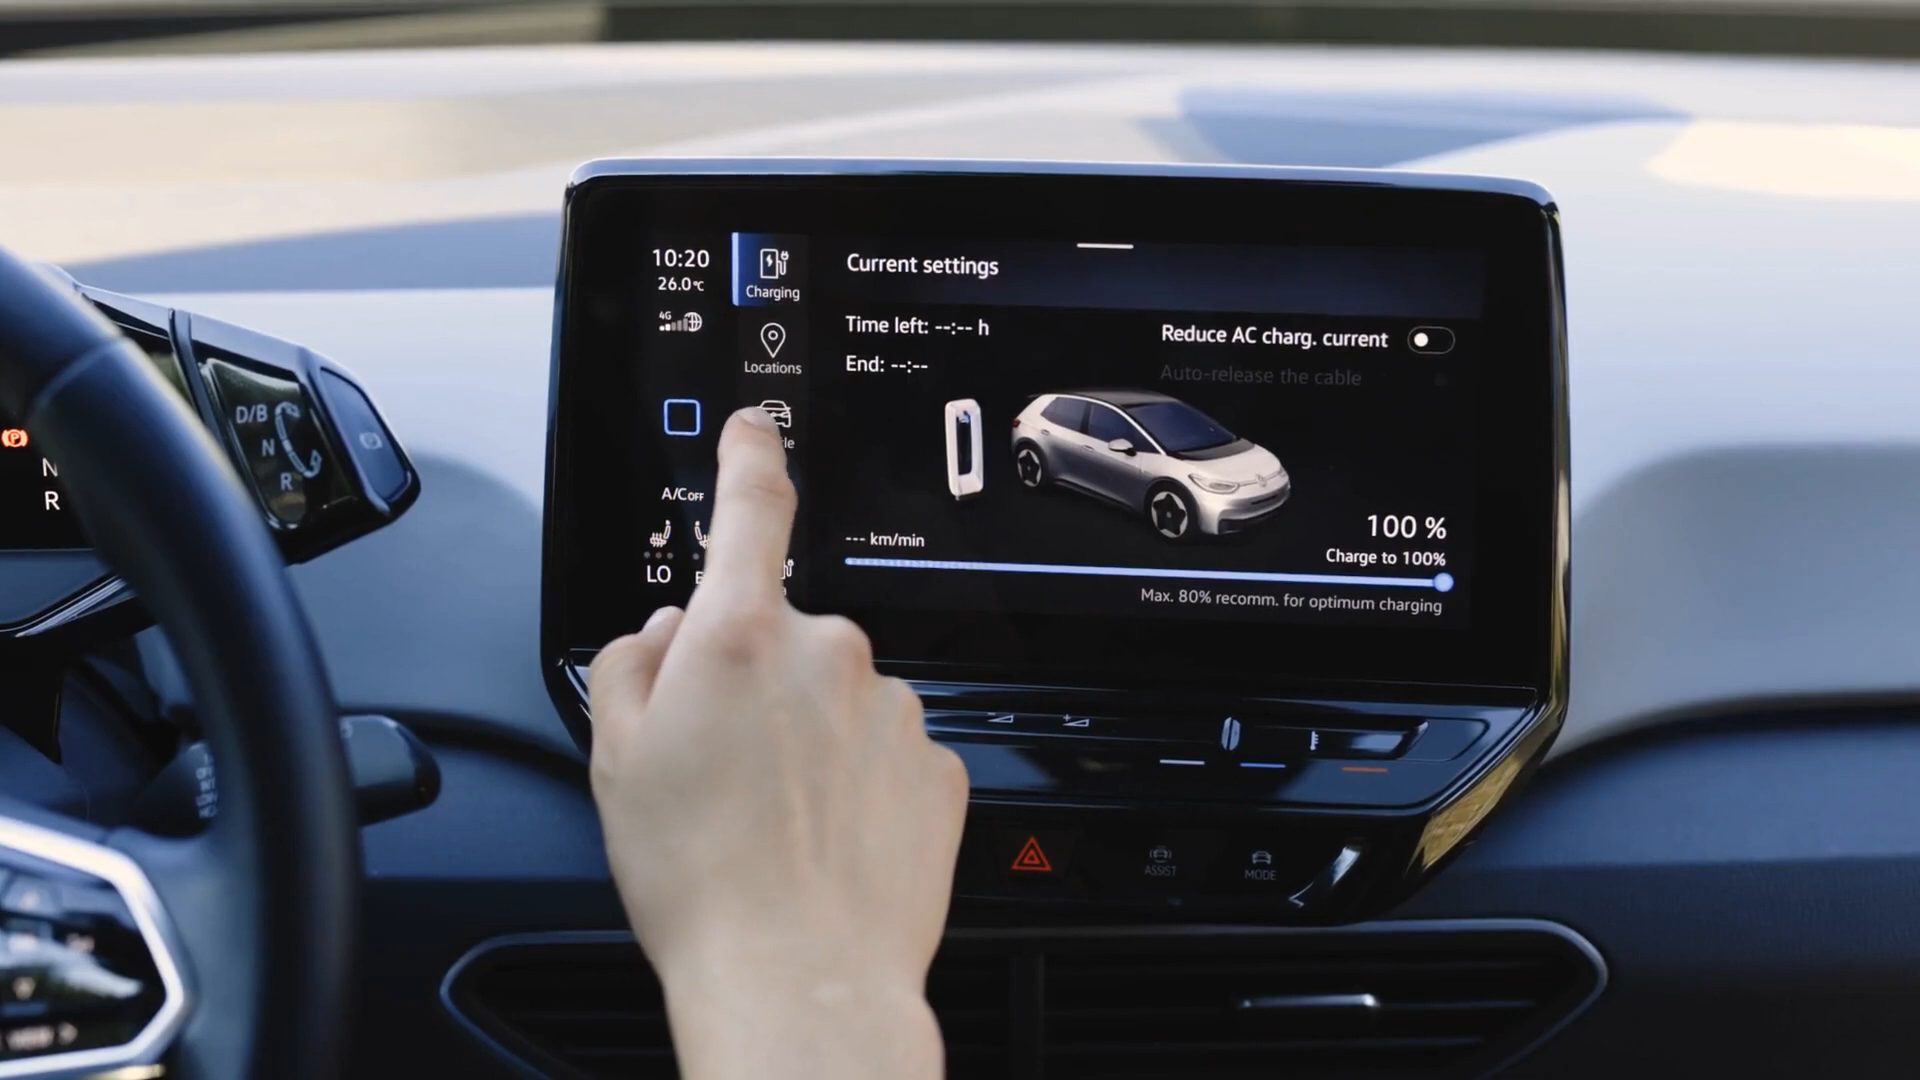 10:20
26.0°C
4G
Charging
Locations
A/C OFF
LO
Current settings
Time left: --:-- h
End: --:--
Reduce AC charg. current
Auto-release the cable
--- km/min
100 %
Charge to 100%
Max. 80% recomm. for optimum charging
D/B
N
R
P
N
R
ASSIST
MODE